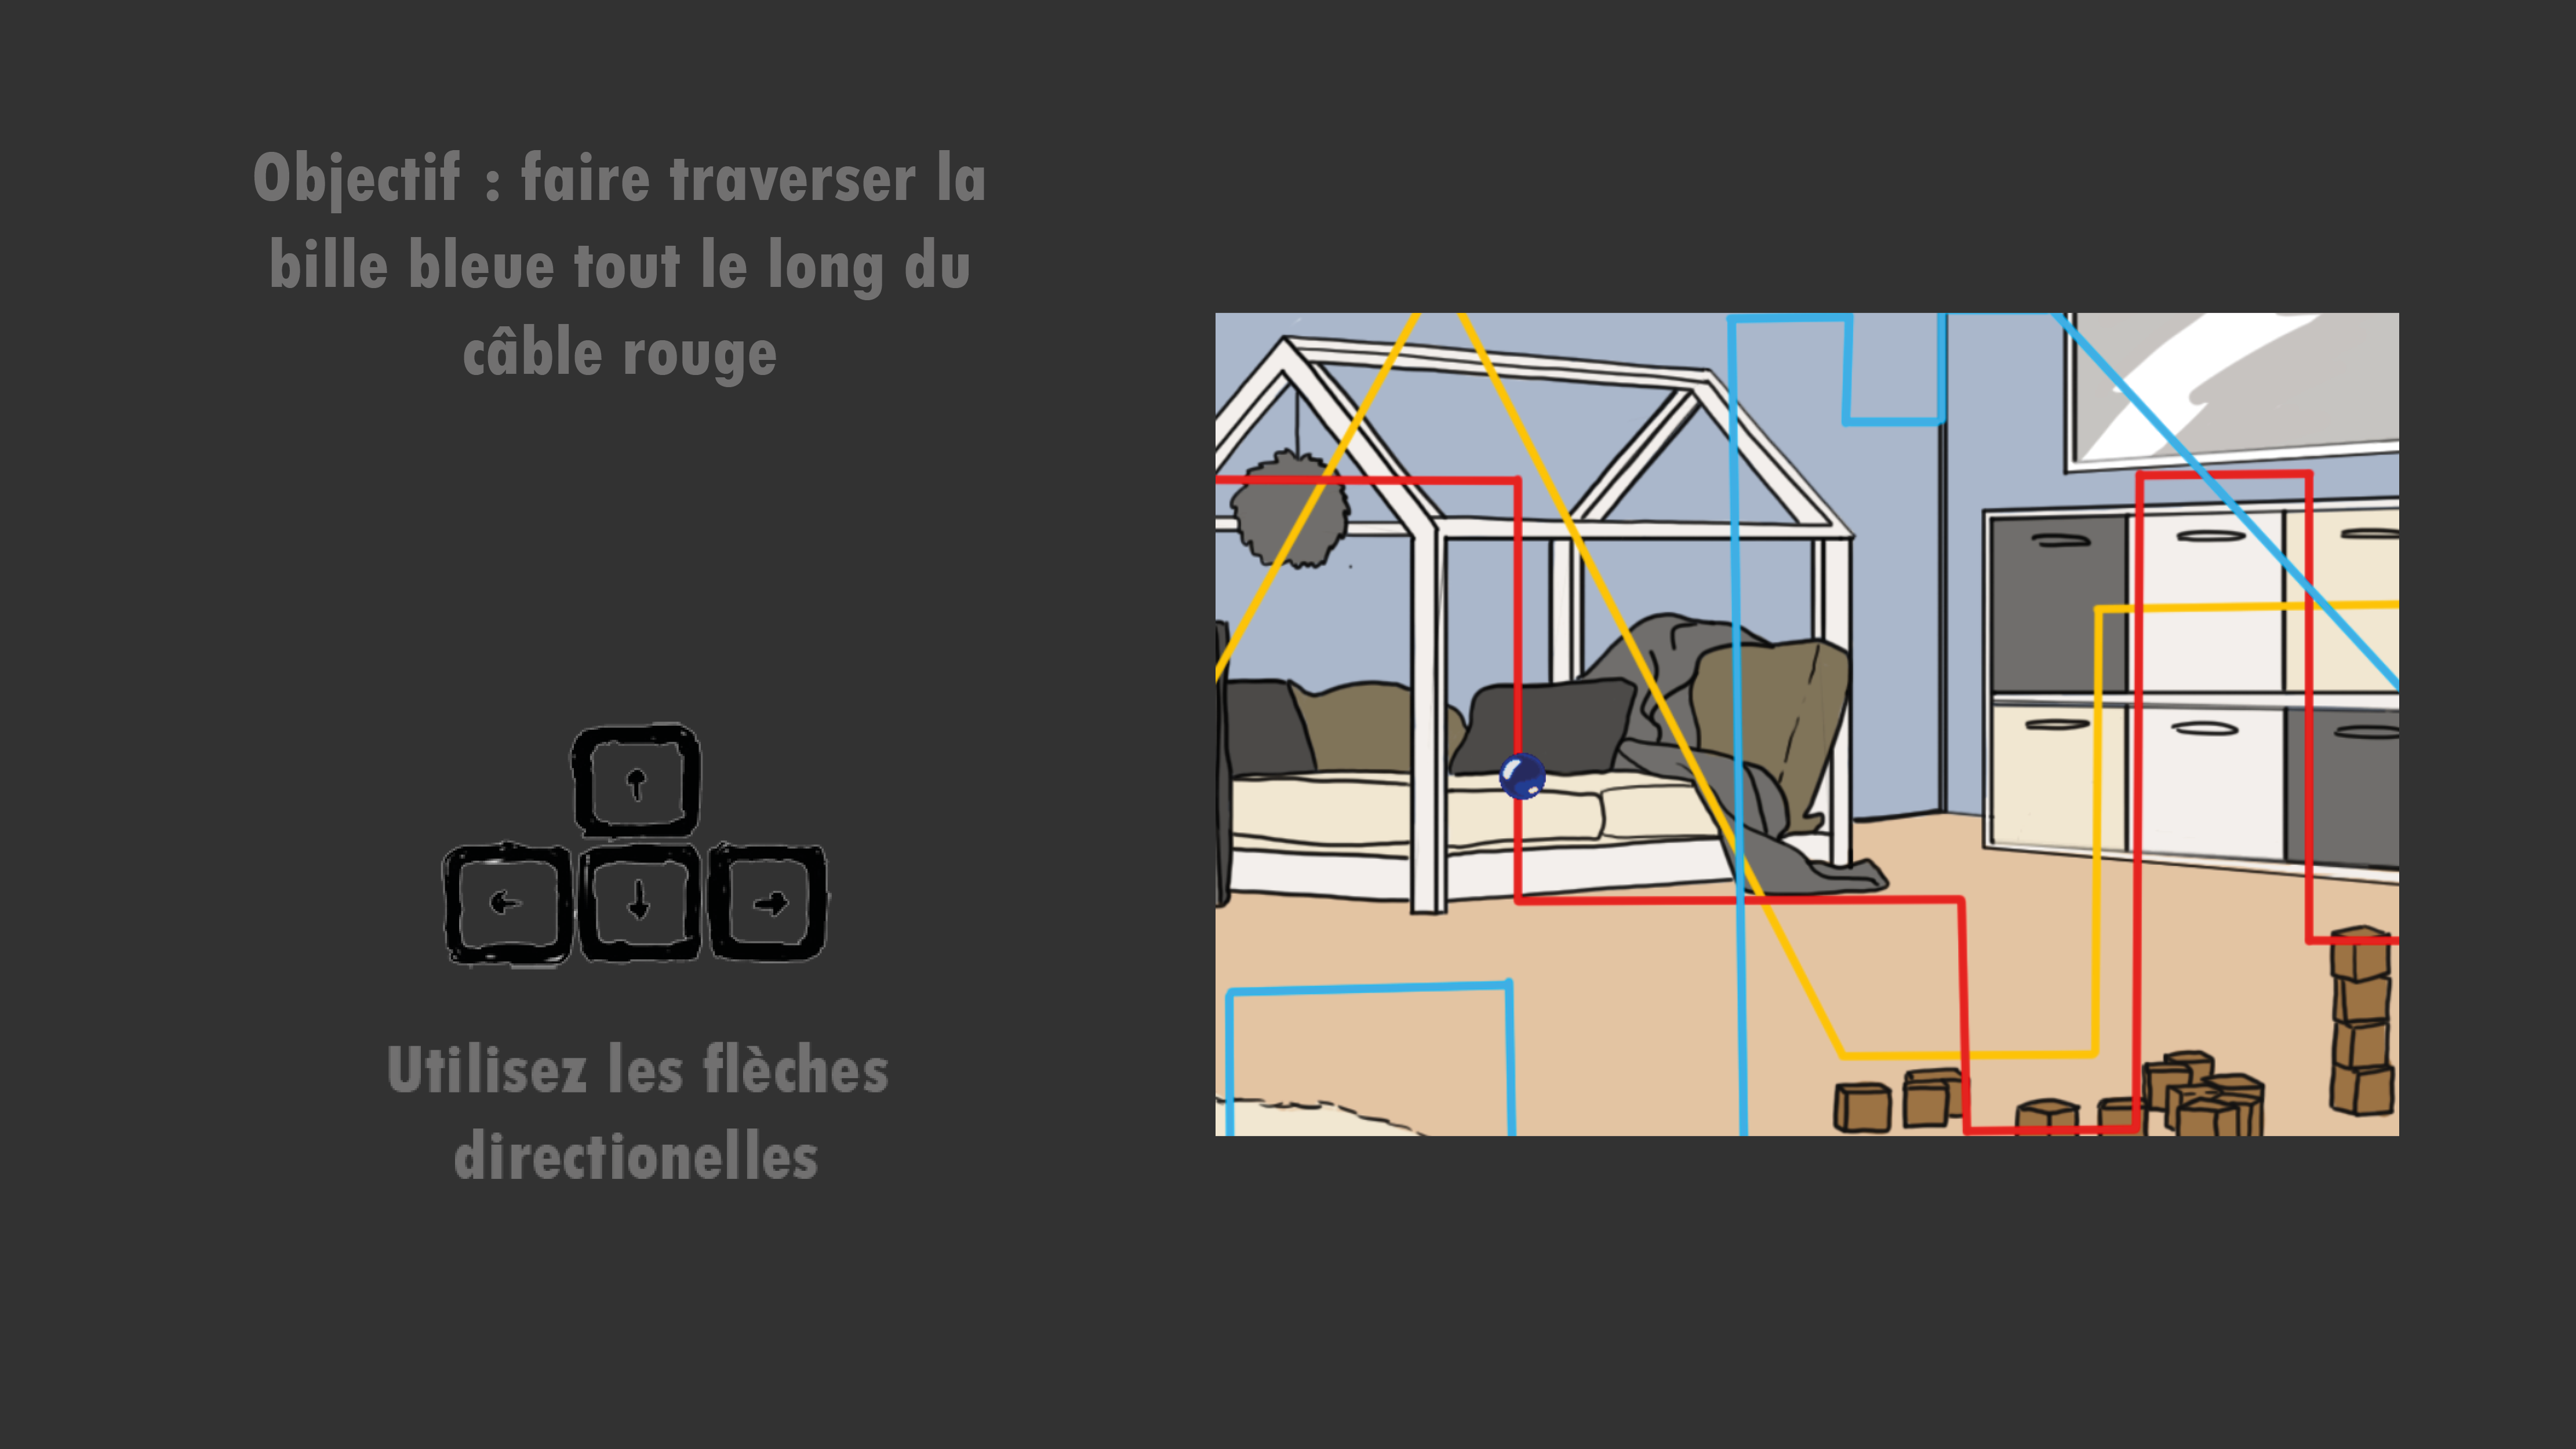 Objectif : faire traverser la
bille bleue tout le long du
câble rouge
Utilisez les flèches
directionelles